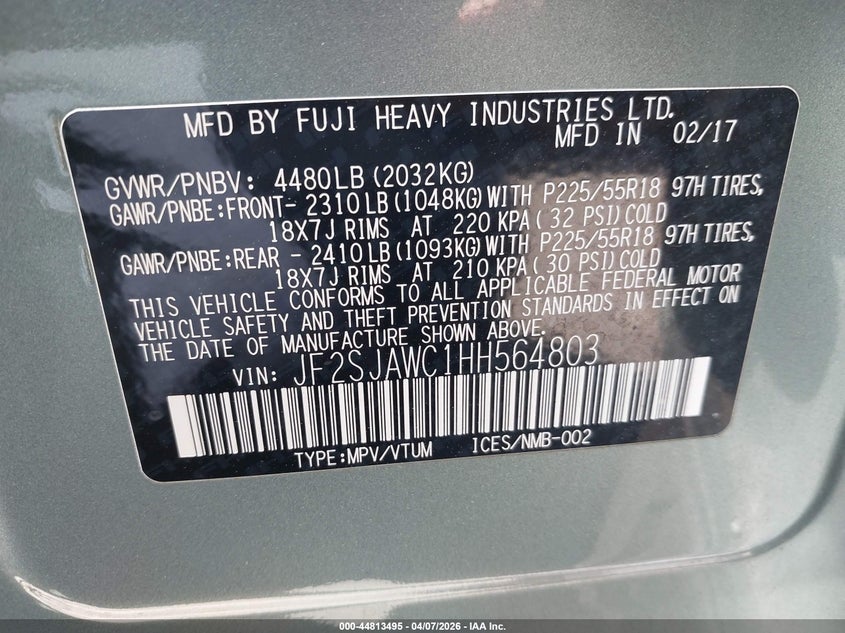 MFD BY FUJI HEAVY INDUSTRIES LTD.
MFD IN 02/17
GVWR/PNBV: 4480LB (2032KG)
GAWR/PNBE:FRONT- 2310LB (1048KG) WITH P225/55R18 97H TIRES,
18X7J RIMS AT 220 KPA ( 32 PSI) COLD
GAWR/PNBE:REAR - 2410LB (1093KG) WITH P225/55R18 97H TIRES,
18X7J RIMS AT 210 KPA ( 30 PSI) COLD
THIS VEHICLE CONFORMS TO ALL APPLICABLE FEDERAL MOTOR
VEHICLE SAFETY AND THEFT PREVENTION STANDARDS IN EFFECT ON
THE DATE OF MANUFACTURE SHOWN ABOVE.
VIN: JF2SJAWC1HH564803
TYPE:MPV/VTUM ICES/NMB-002
000-44813495 - 04/07/2026 - IAA Inc.